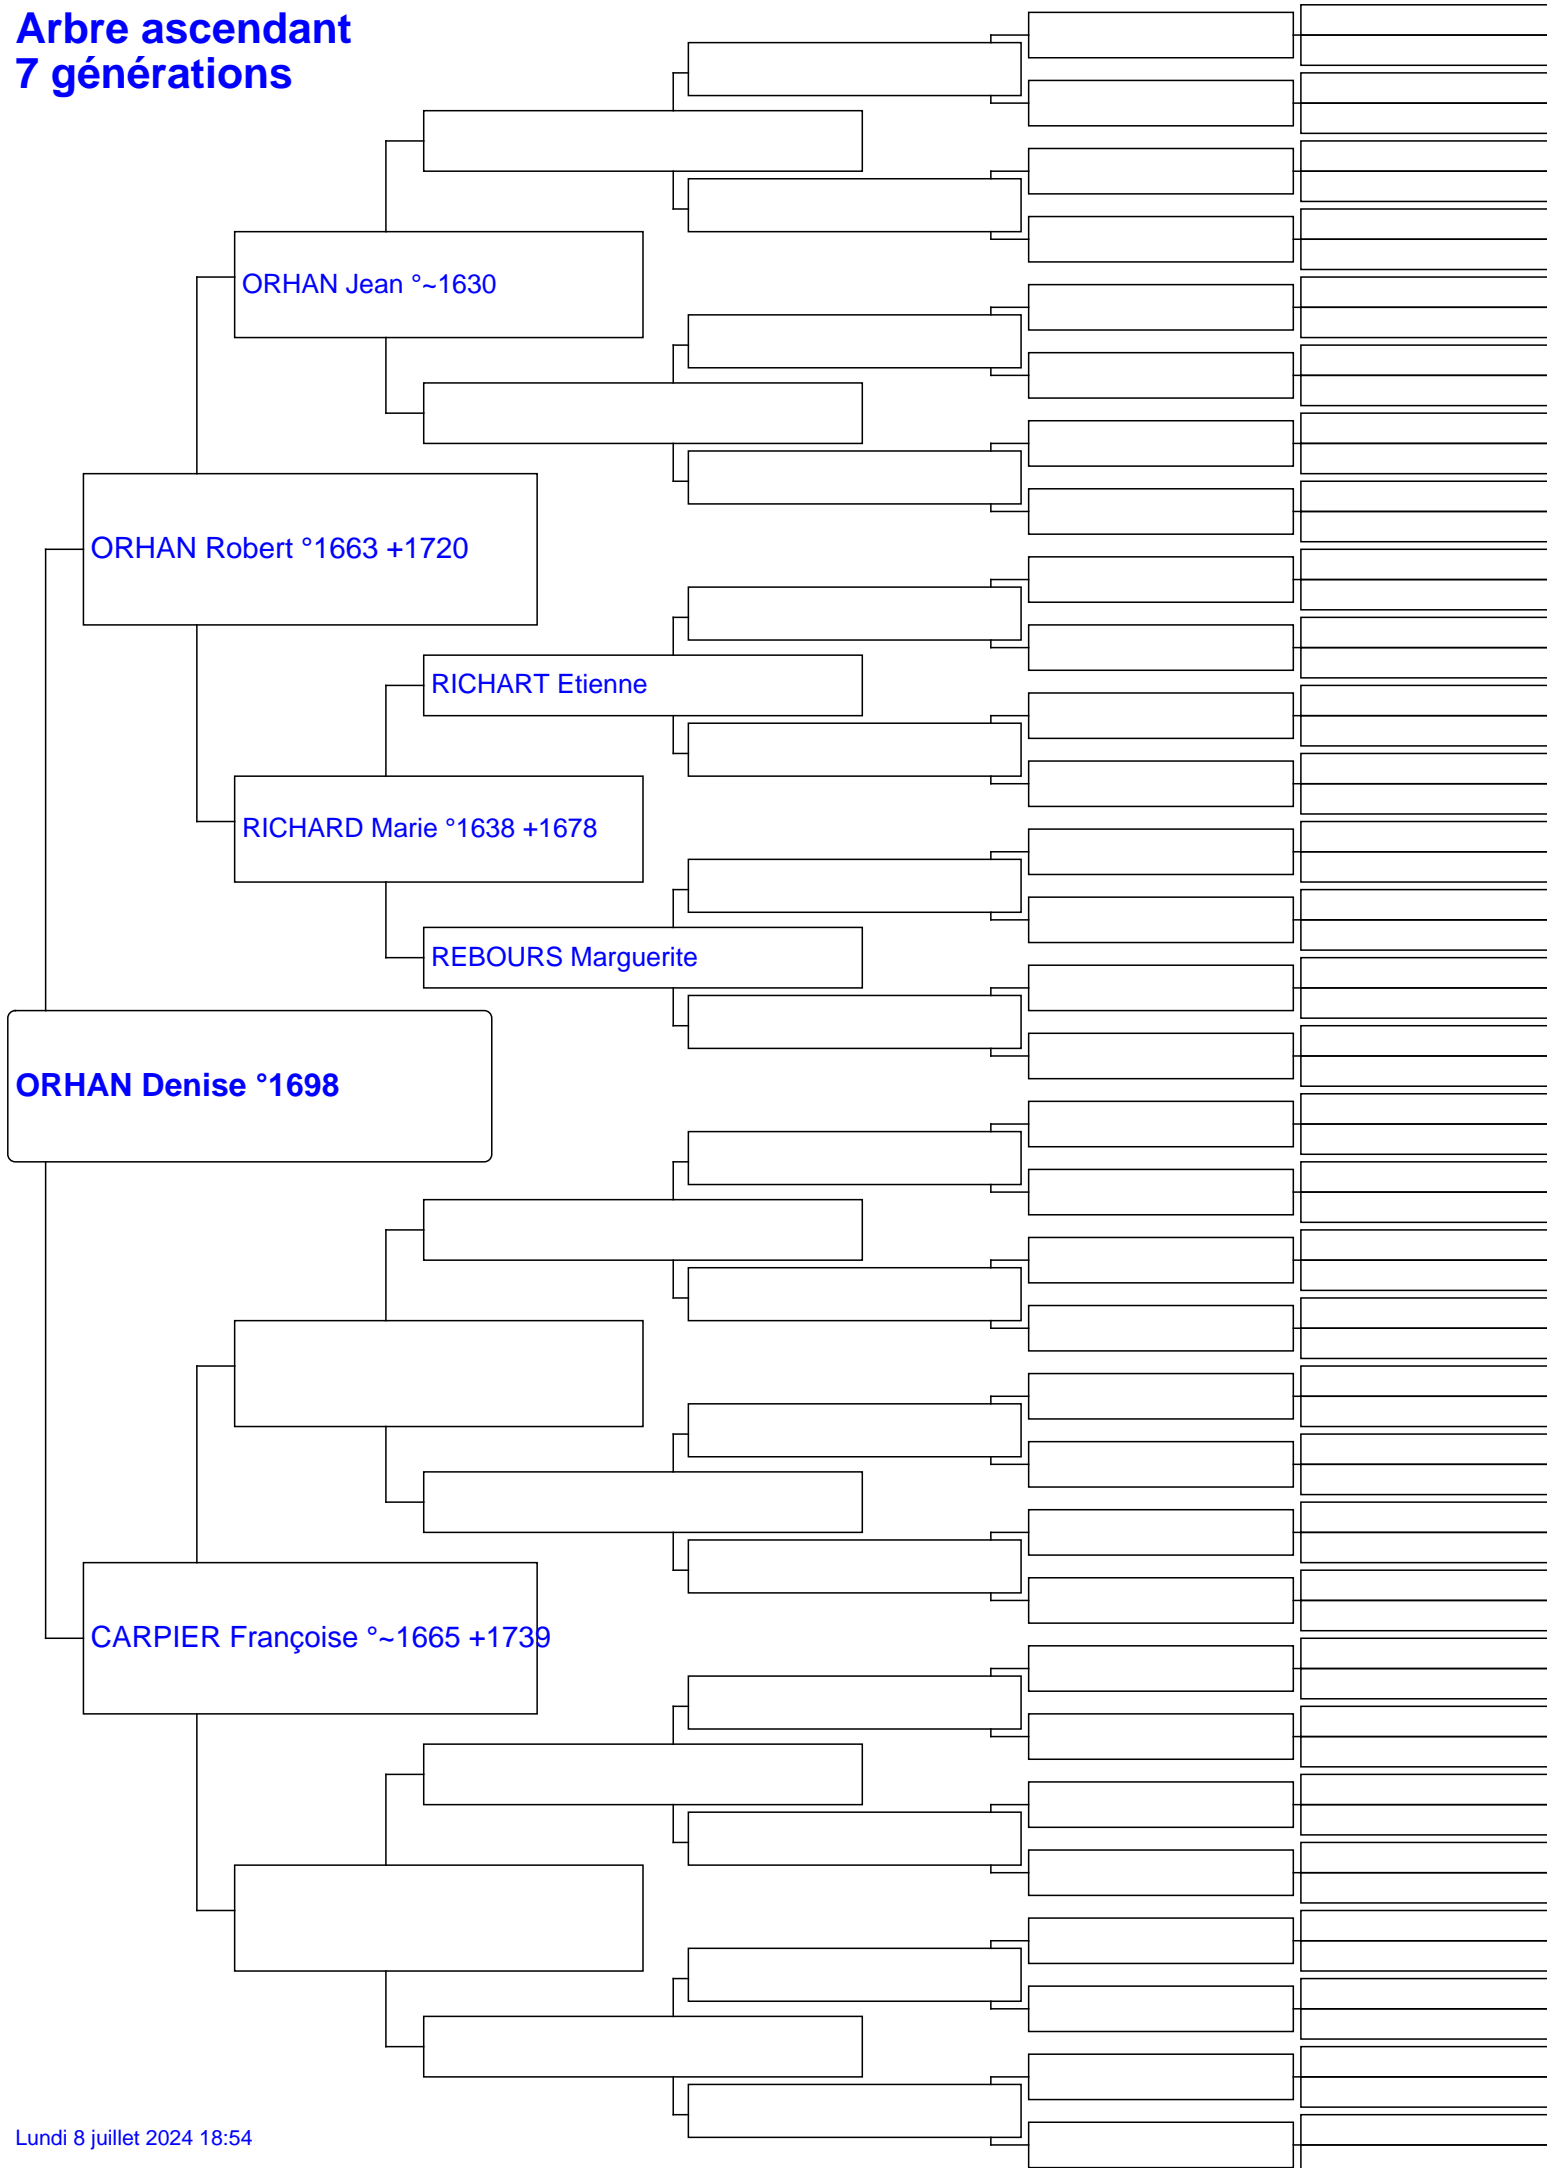 Arbre ascendant
7 générations
ORHAN Jean °~1630
ORHAN Robert °1663 +1720
RICHART Etienne
RICHARD Marie °1638 +1678
REBOURS Marguerite
ORHAN Denise °1698
CARPIER Françoise °~1665 +1739
Lundi 8 juillet 2024 18:54